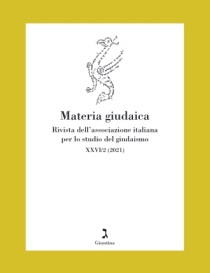 Materia giudaica
Rivista dell'associazione italiana
per lo studio del giudaismo
XXVI/2 (2021)
Giuntina